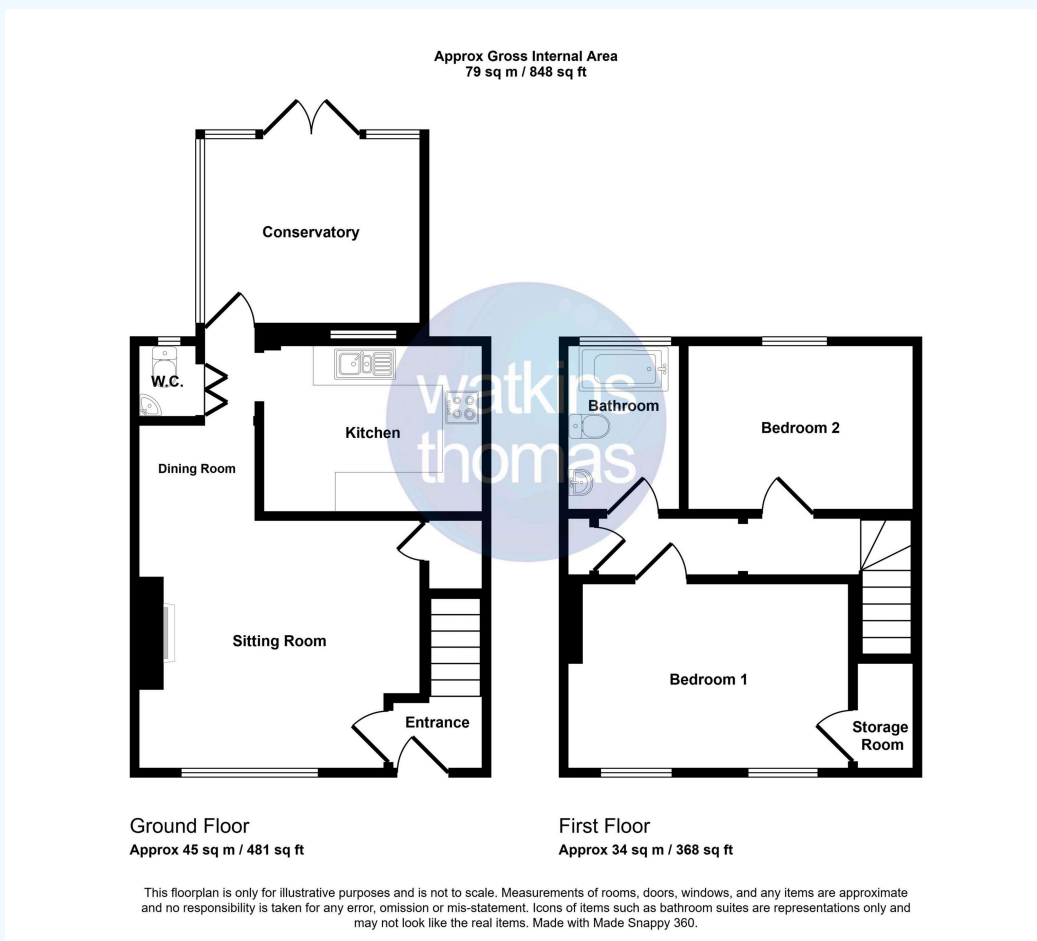 Approx Gross Internal Area
79 sq m / 848 sq ft
Conservatory
W.C.
Kitchen
Dining Room
Sitting Room
Entrance
Bathroom
Bedroom 2
Bedroom 1
Storage
Room
watkins
thomas
Ground Floor
Approx 45 sq m / 481 sq ft
First Floor
Approx 34 sq m / 368 sq ft
This floorplan is only for illustrative purposes and is not to scale. Measurements of rooms, doors, windows, and any items are approximate
and no responsibility is taken for any error, omission or mis-statement. Icons of items such as bathroom suites are representations only and
may not look like the real items. Made with Made Snappy 360.